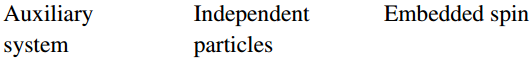 Auxiliary system
Independent particles
Embedded spin